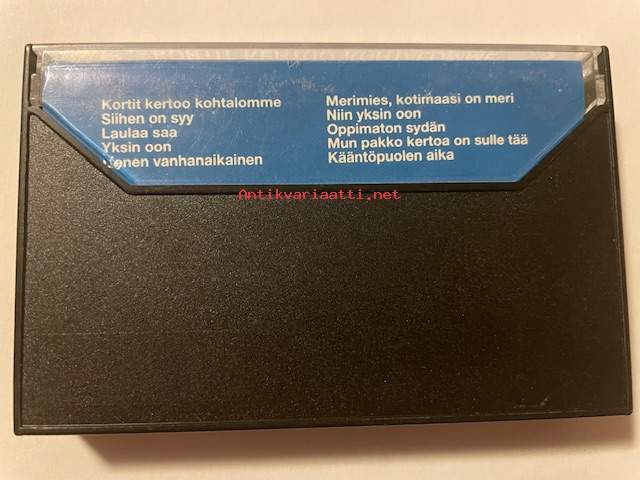 Kortit kertoo kohtalomme
Siihen on syy
Laulaa saa
Yksin oon
vanhanaikainen
Merimies, kotimaasi on meri
Niin yksin oon
Oppimaton sydän
Mun pakko kertoa on sulle tää
Kääntöpuolen aika
Antikvariaatti.net